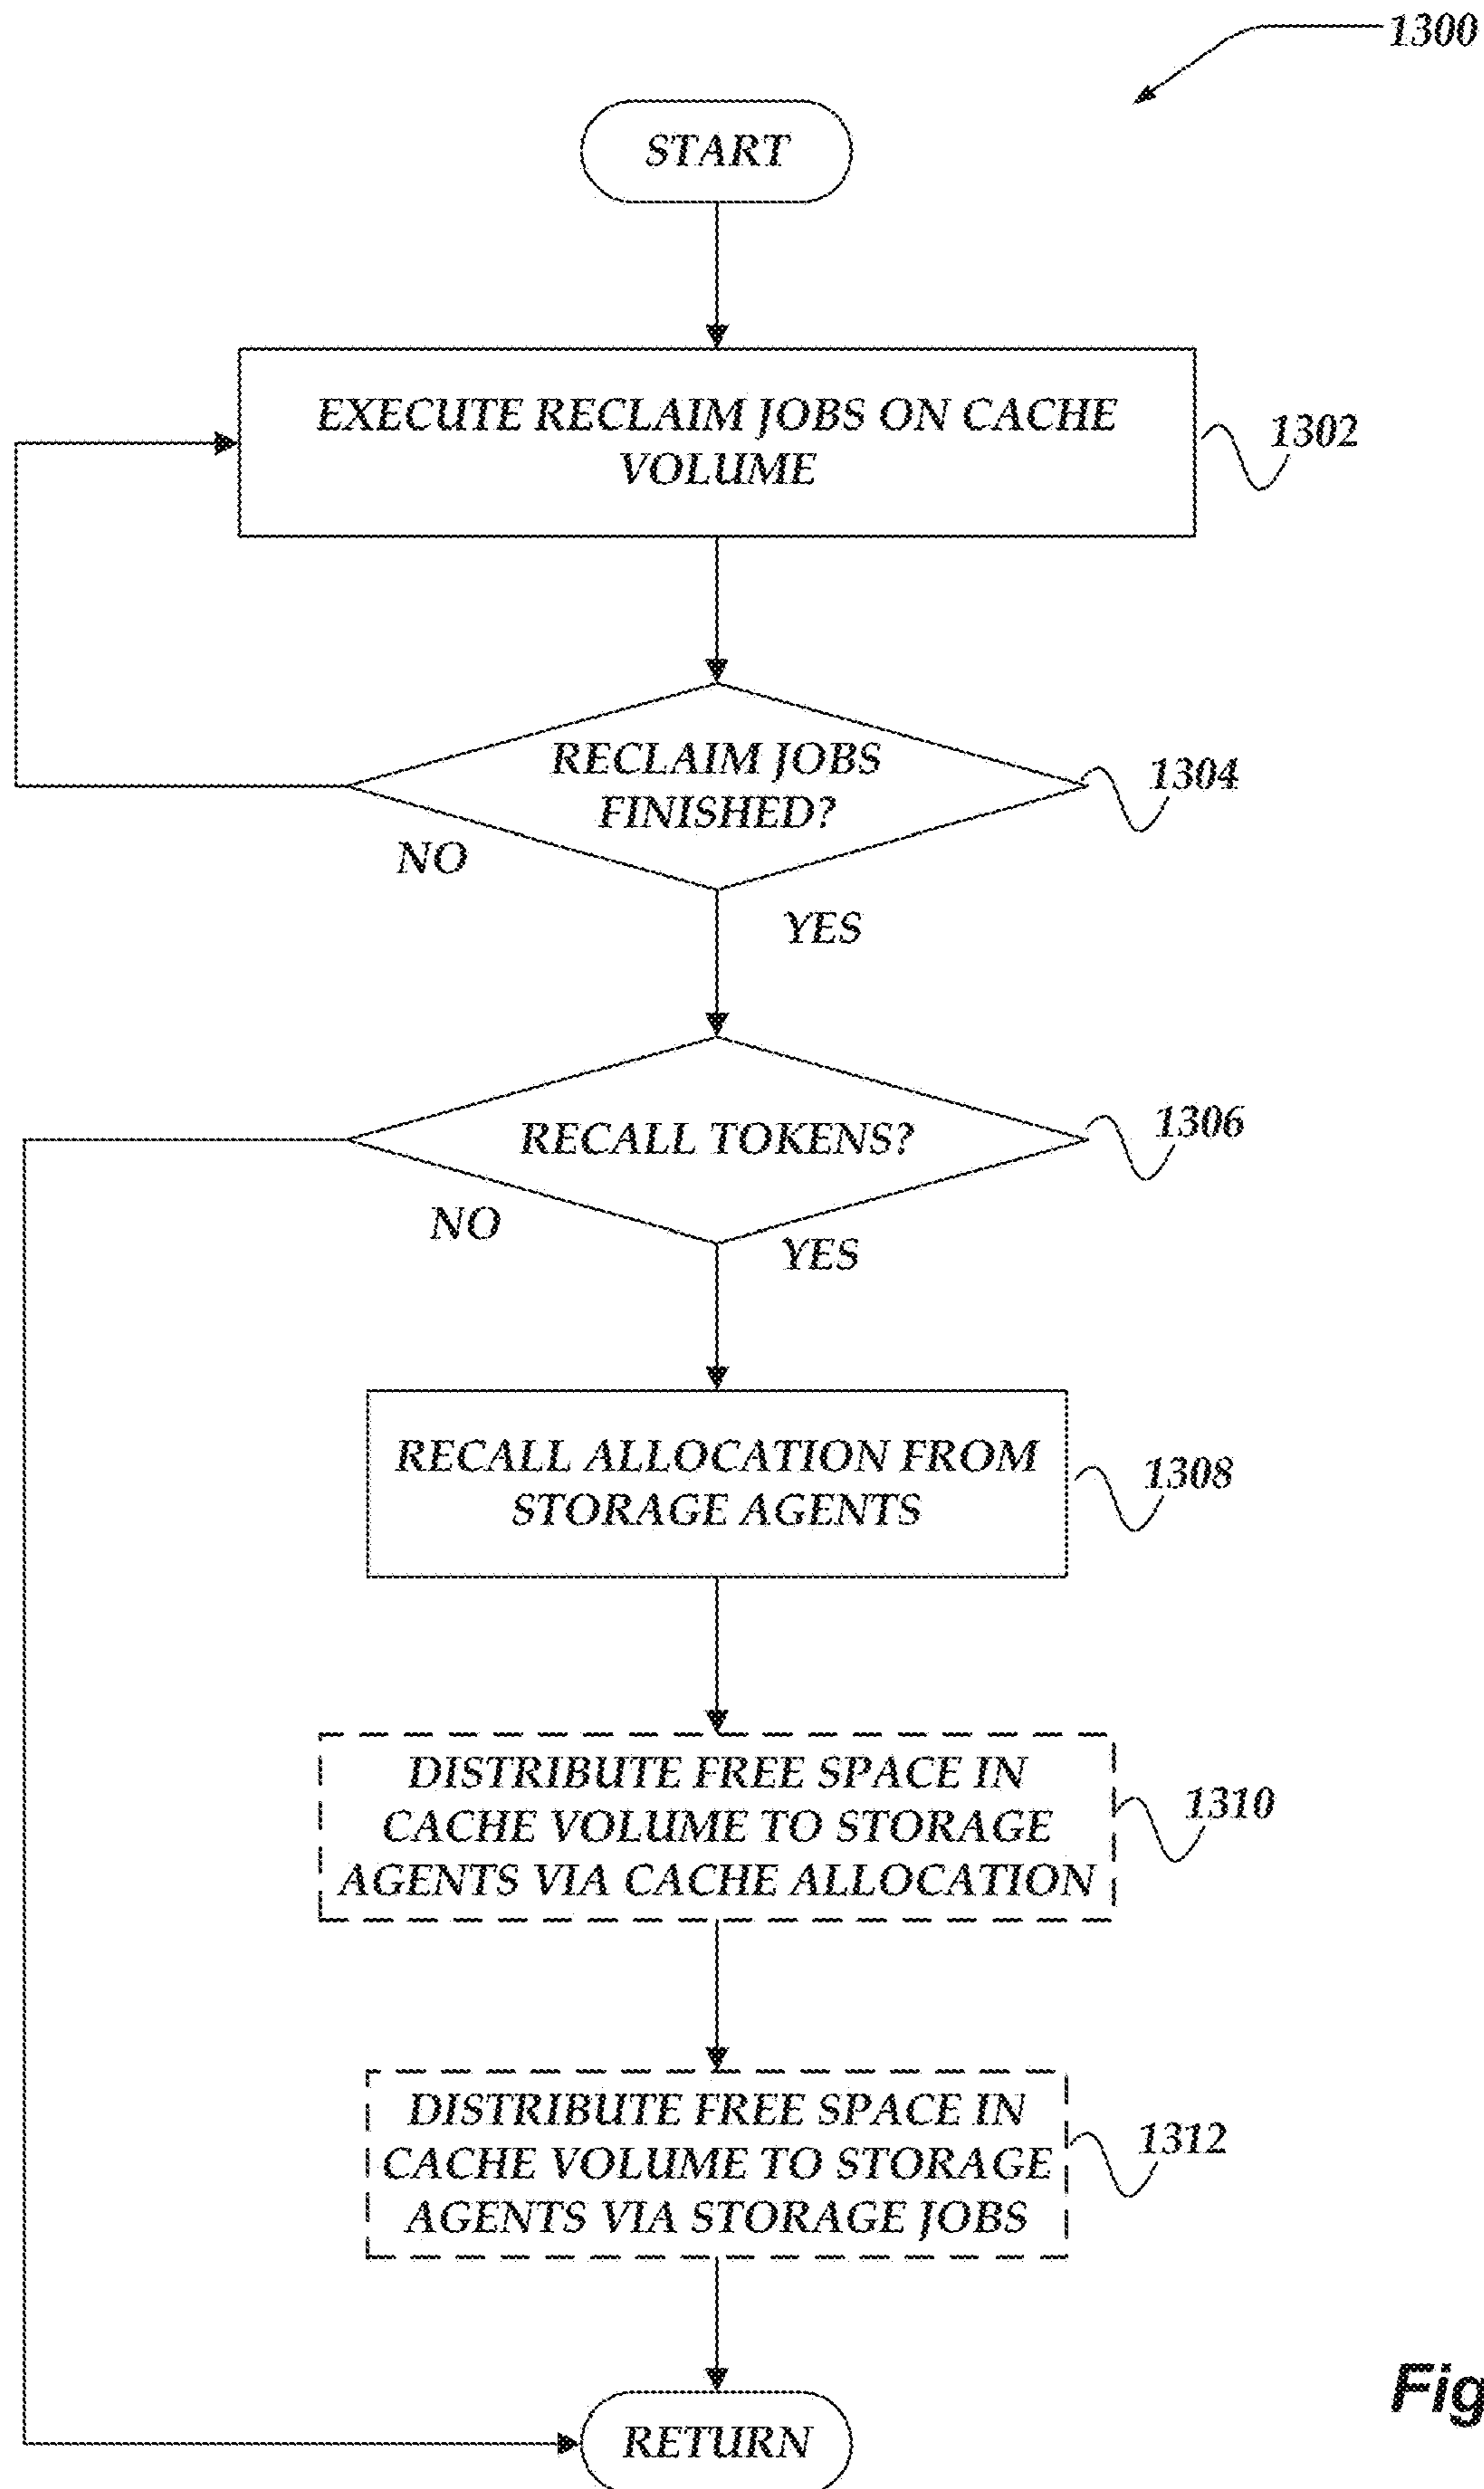 1300
START
EXECUTE RECLAIM JOBS ON CACHE
VOLUME
1302
RECLAIM JOBS
FINISHED?
1304
NO
YES
RECALL TOKENS?
1306
NO
YES
RECALL ALLOCATION FROM
STORAGE AGENTS
1308
DISTRIBUTE FREE SPACE IN
CACHE VOLUME TO STORAGE
AGENTS VIA CACHE ALLOCATION
1310
DISTRIBUTE FREE SPACE IN
CACHE VOLUME TO STORAGE
AGENTS VIA STORAGE JOBS
1312
Fig
RETURN